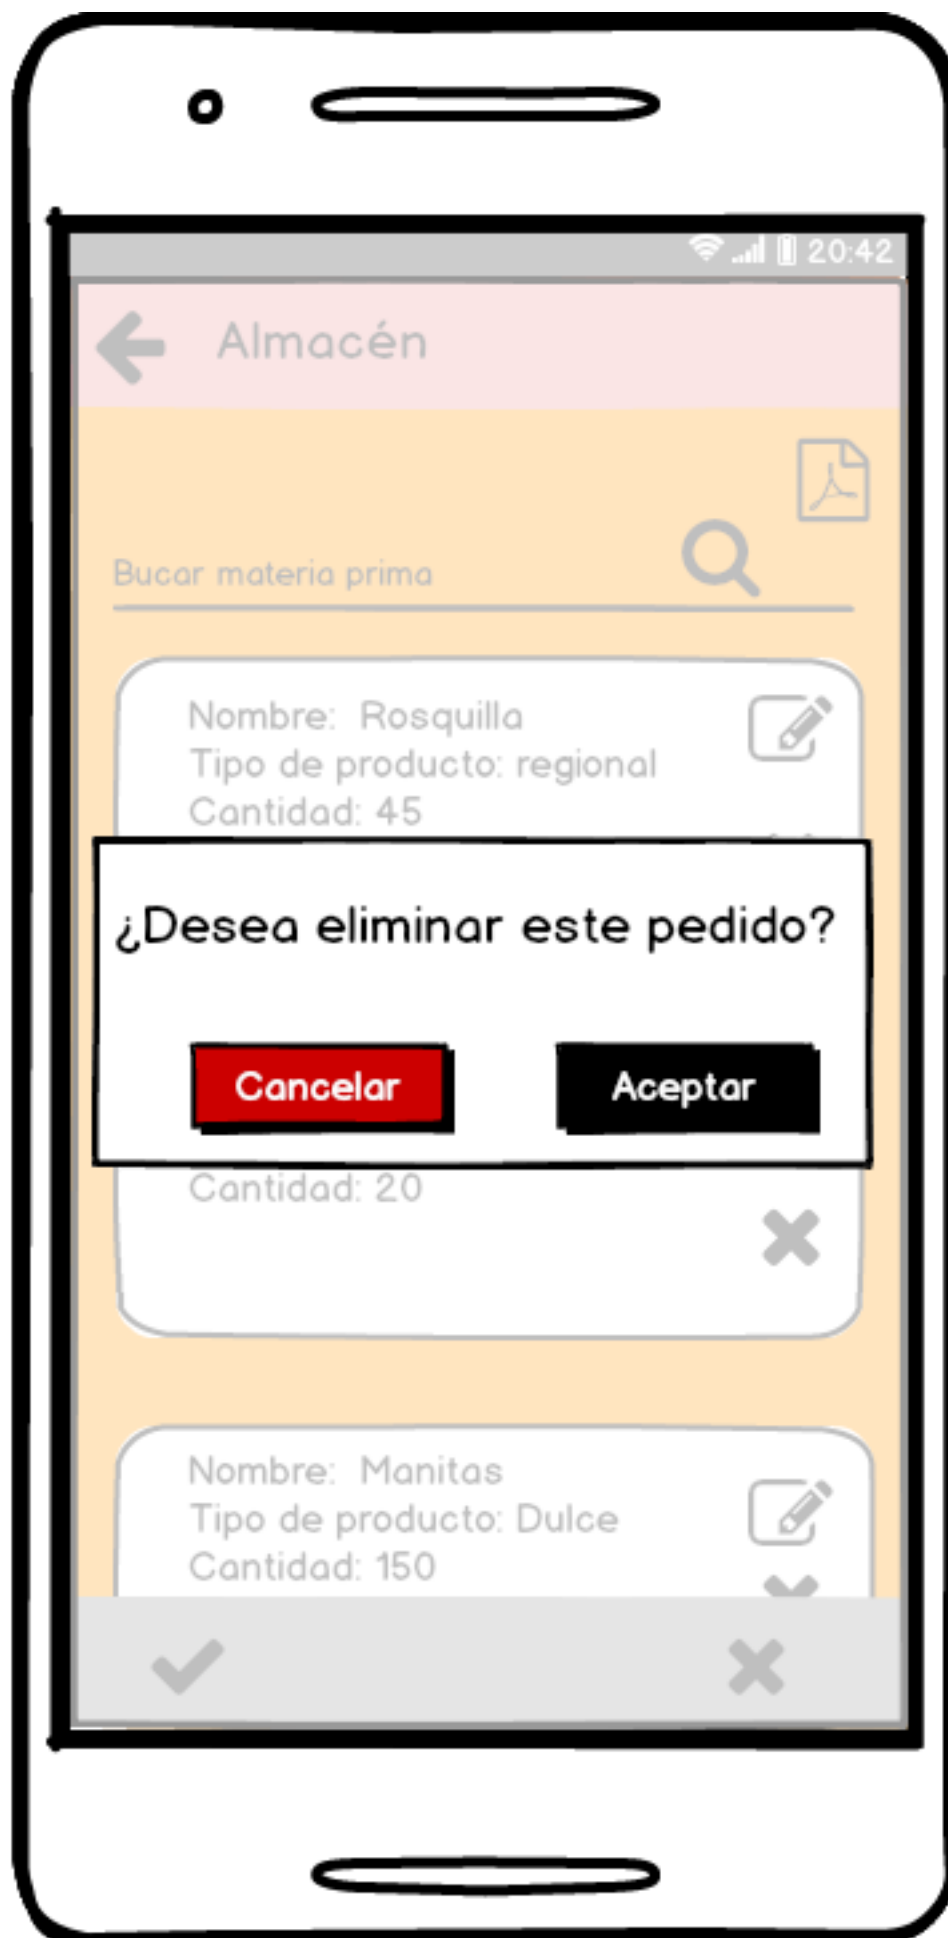 20:42
Almacén
Bucar materia prima
Nombre: Rosquilla
Tipo de producto: regional
Cantidad: 45
¿Desea eliminar este pedido?
Cancelar Aceptar
Cantidad: 20
Nombre: Manitas
Tipo de producto: Dulce
Cantidad: 150